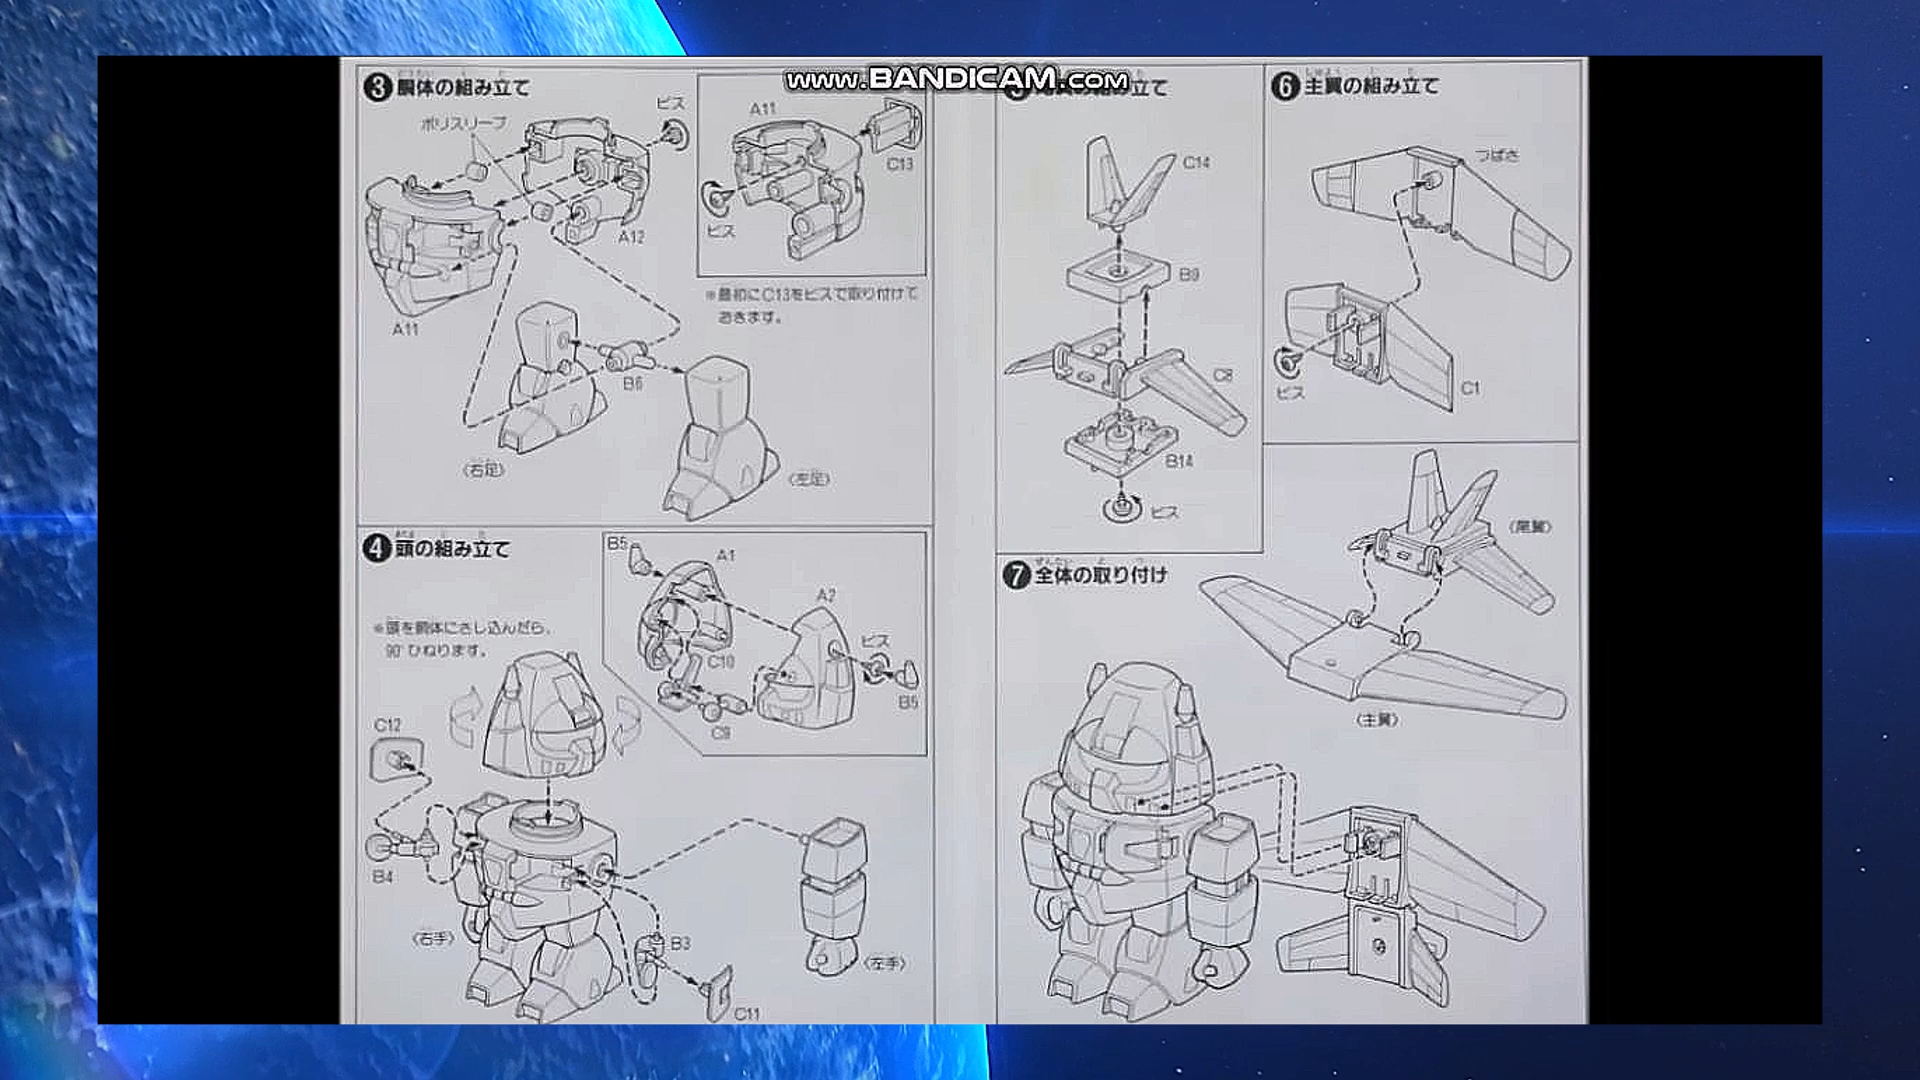 www.BANDICAM.com
③胴体の組み立て
ポリスリーブ
ビス
A12
A11
A11
C13
ビス
※最初にC13をビスで取り付けて
おきます。
B6
〈右足〉
〈左足〉
④頭の組み立て
※頭を胴体にさし込んだら、
90°ひねります。
B5
A1
A2
ビス
B5
C10
C9
C12
B4
〈右手〉
B3
C11
〈左手〉
立て
C14
B9
C8
B14
ビス
⑥主翼の組み立て
つばさ
ビス
C1
⑦全体の取り付け
〈尾翼〉
〈主翼〉